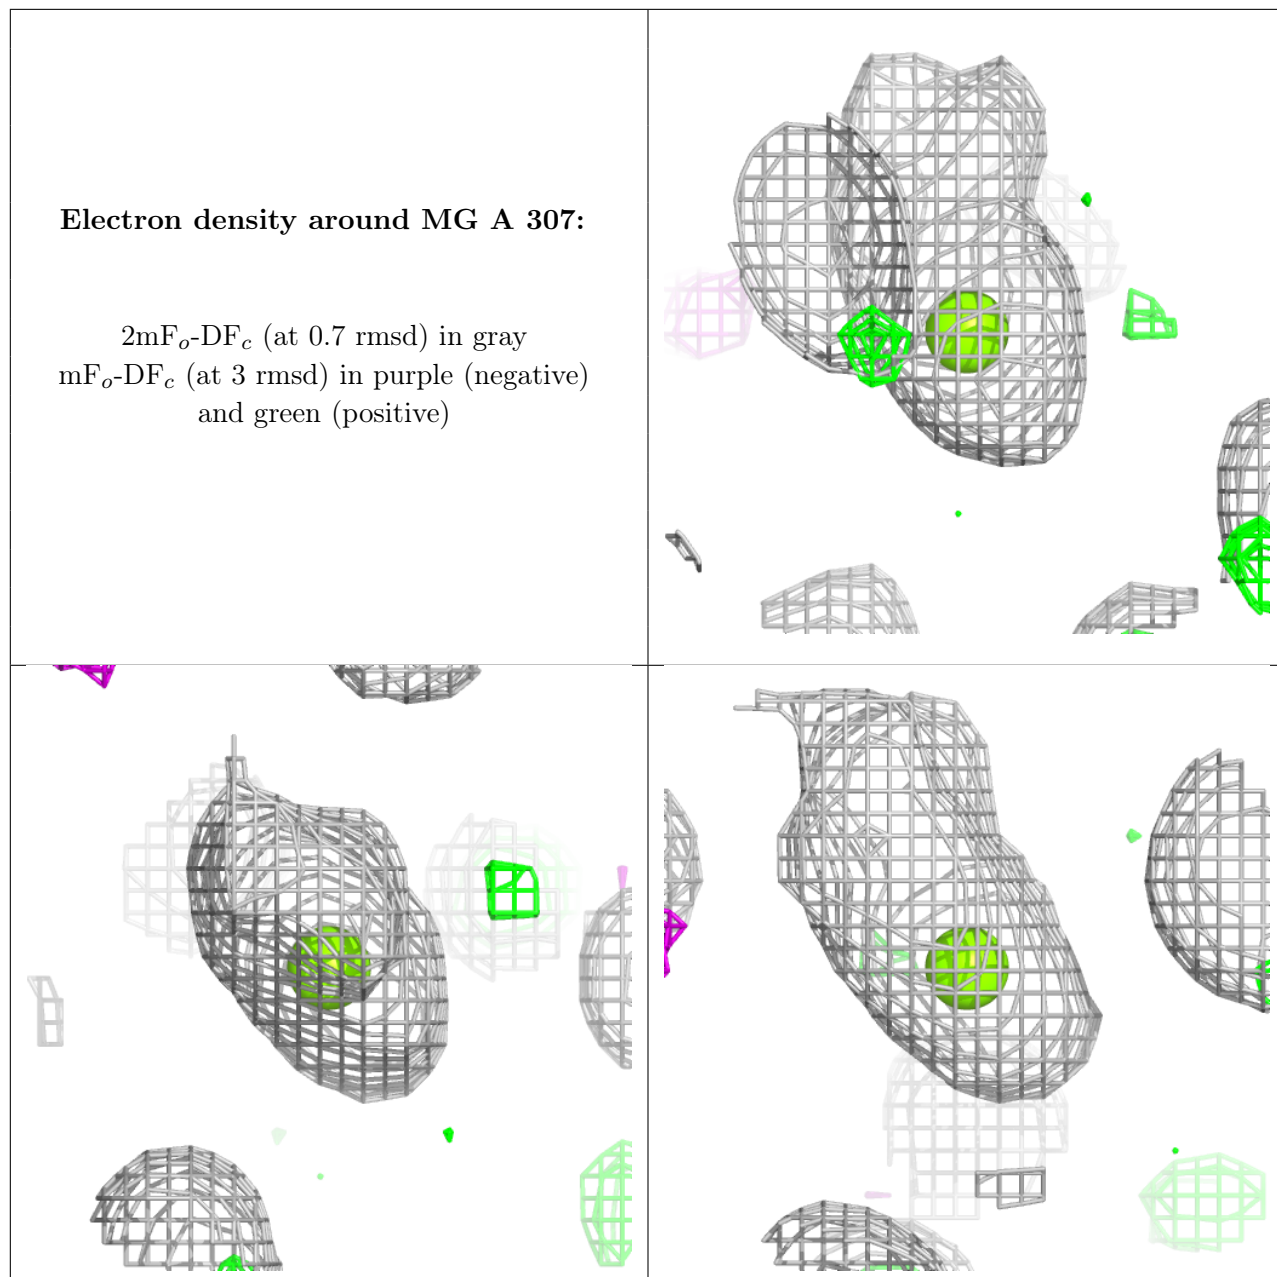 Electron density around MG A 307:
2mFo-DFc (at 0.7 rmsd) in gray
mFo-DFc (at 3 rmsd) in purple (negative)
and green (positive)